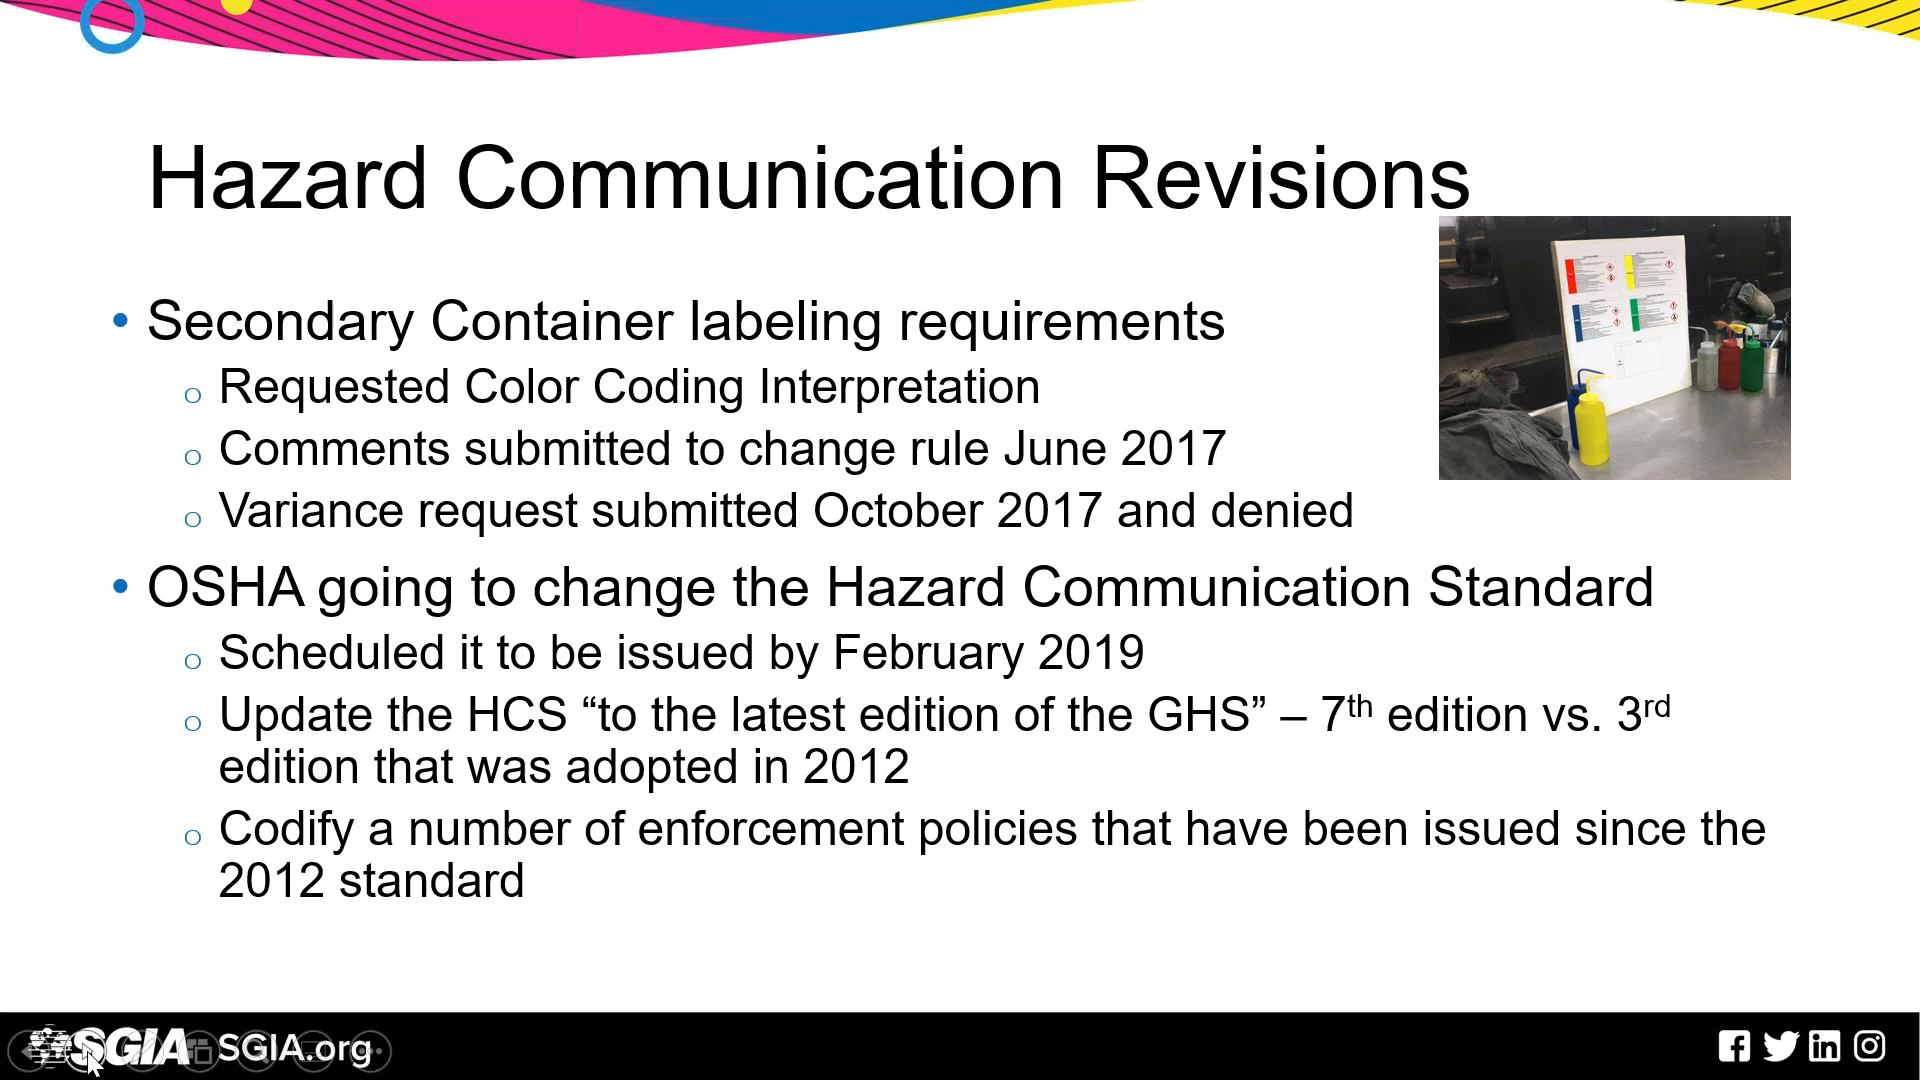 Hazard Communication Revisions
• Secondary Container labeling requirements
o Requested Color Coding Interpretation
o Comments submitted to change rule June 2017
o Variance request submitted October 2017 and denied
• OSHA going to change the Hazard Communication Standard
o Scheduled it to be issued by February 2019
o Update the HCS “to the latest edition of the GHS” – 7th edition vs. 3rd
edition that was adopted in 2012
o Codify a number of enforcement policies that have been issued since the
2012 standard
SGIA SGIA.org